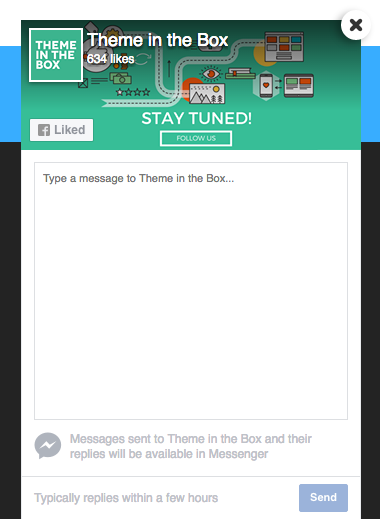 THEME
IN THE
BOX
Theme in the Box
634 likes
Liked
STAY TUNED!
FOLLOW US
Type a message to Theme in the Box...
Messages sent to Theme in the Box and their
replies will be available in Messenger
Typically replies within a few hours
Send